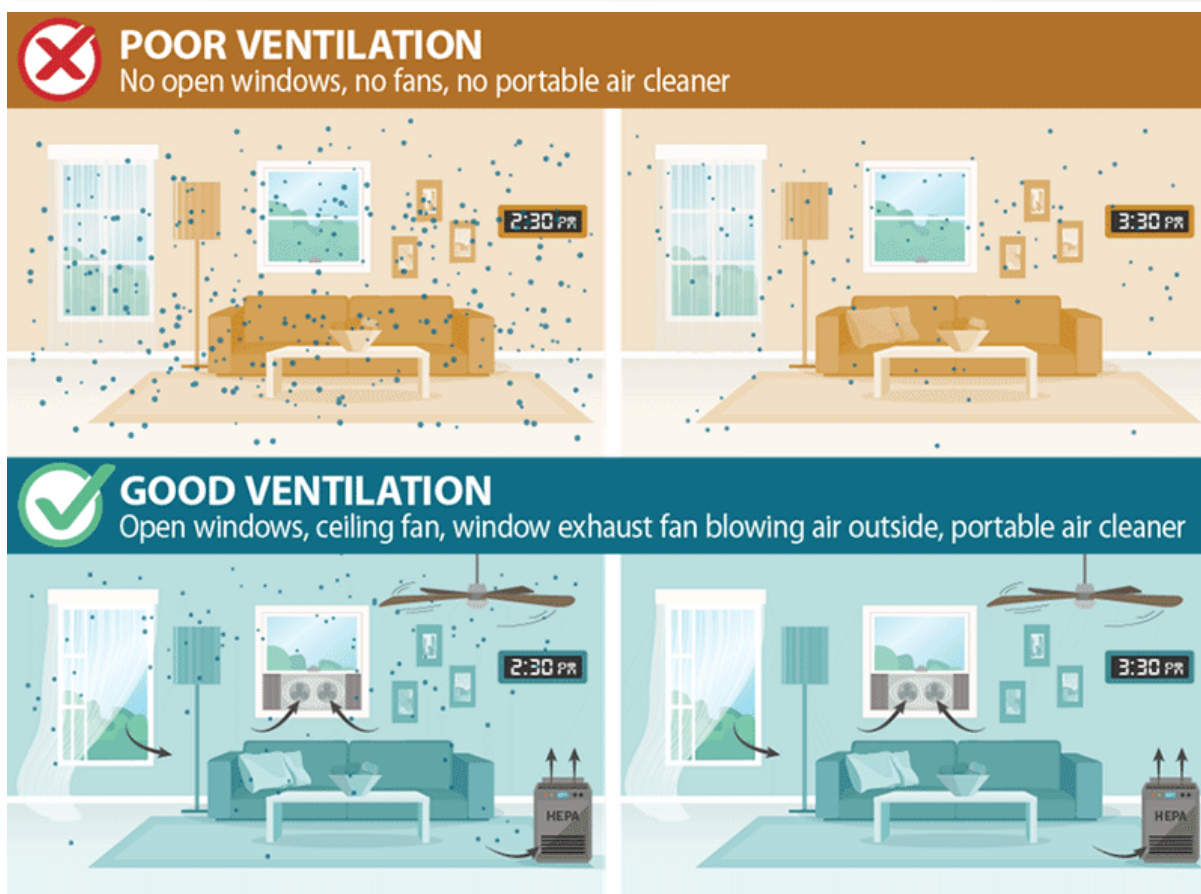 POOR VENTILATION
No open windows, no fans, no portable air cleaner
2:30 PM
3:30 PM
GOOD VENTILATION
Open windows, ceiling fan, window exhaust fan blowing air outside, portable air cleaner
2:30 PM
3:30 PM
HEPA
HEPA